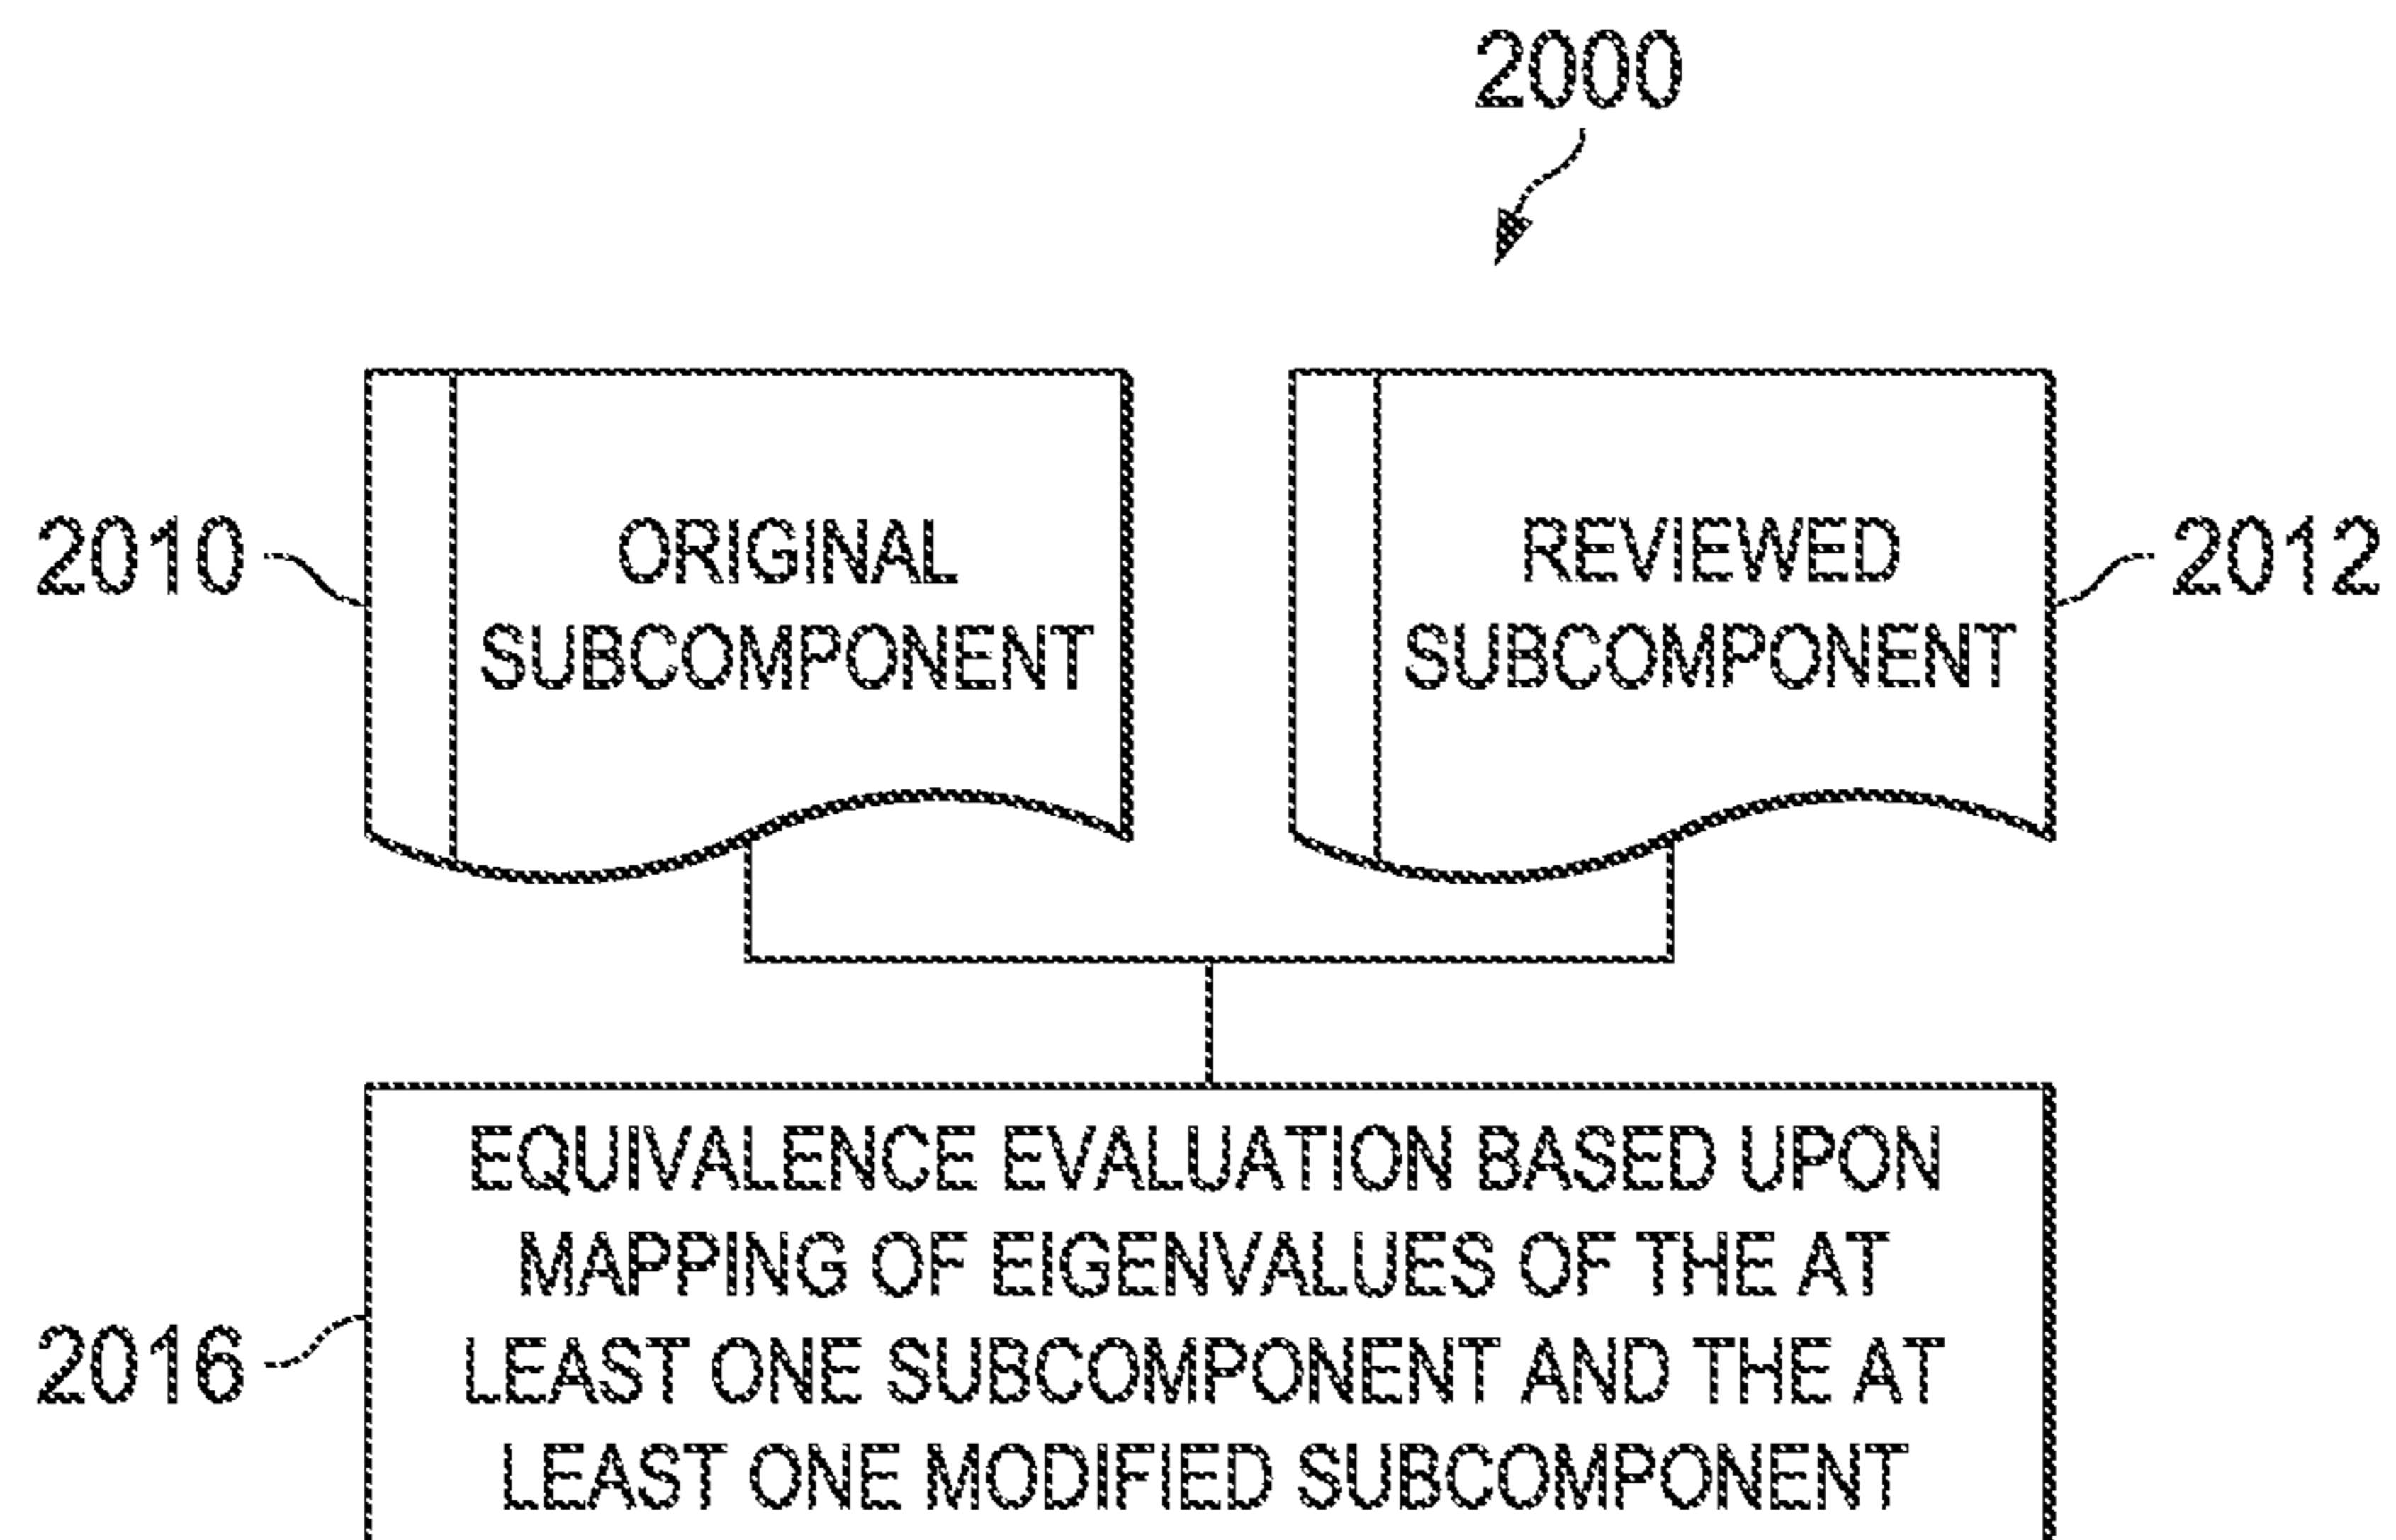 2000
2010
ORIGINAL
SUBCOMPONENT
REVIEWED
SUBCOMPONENT
2012
2016
EQUIVALENCE EVALUATION BASED UPON
MAPPING OF EIGENVALUES OF THE AT
LEAST ONE SUBCOMPONENT AND THE AT
LEAST ONE MODIFIED SUBCOMPONENT